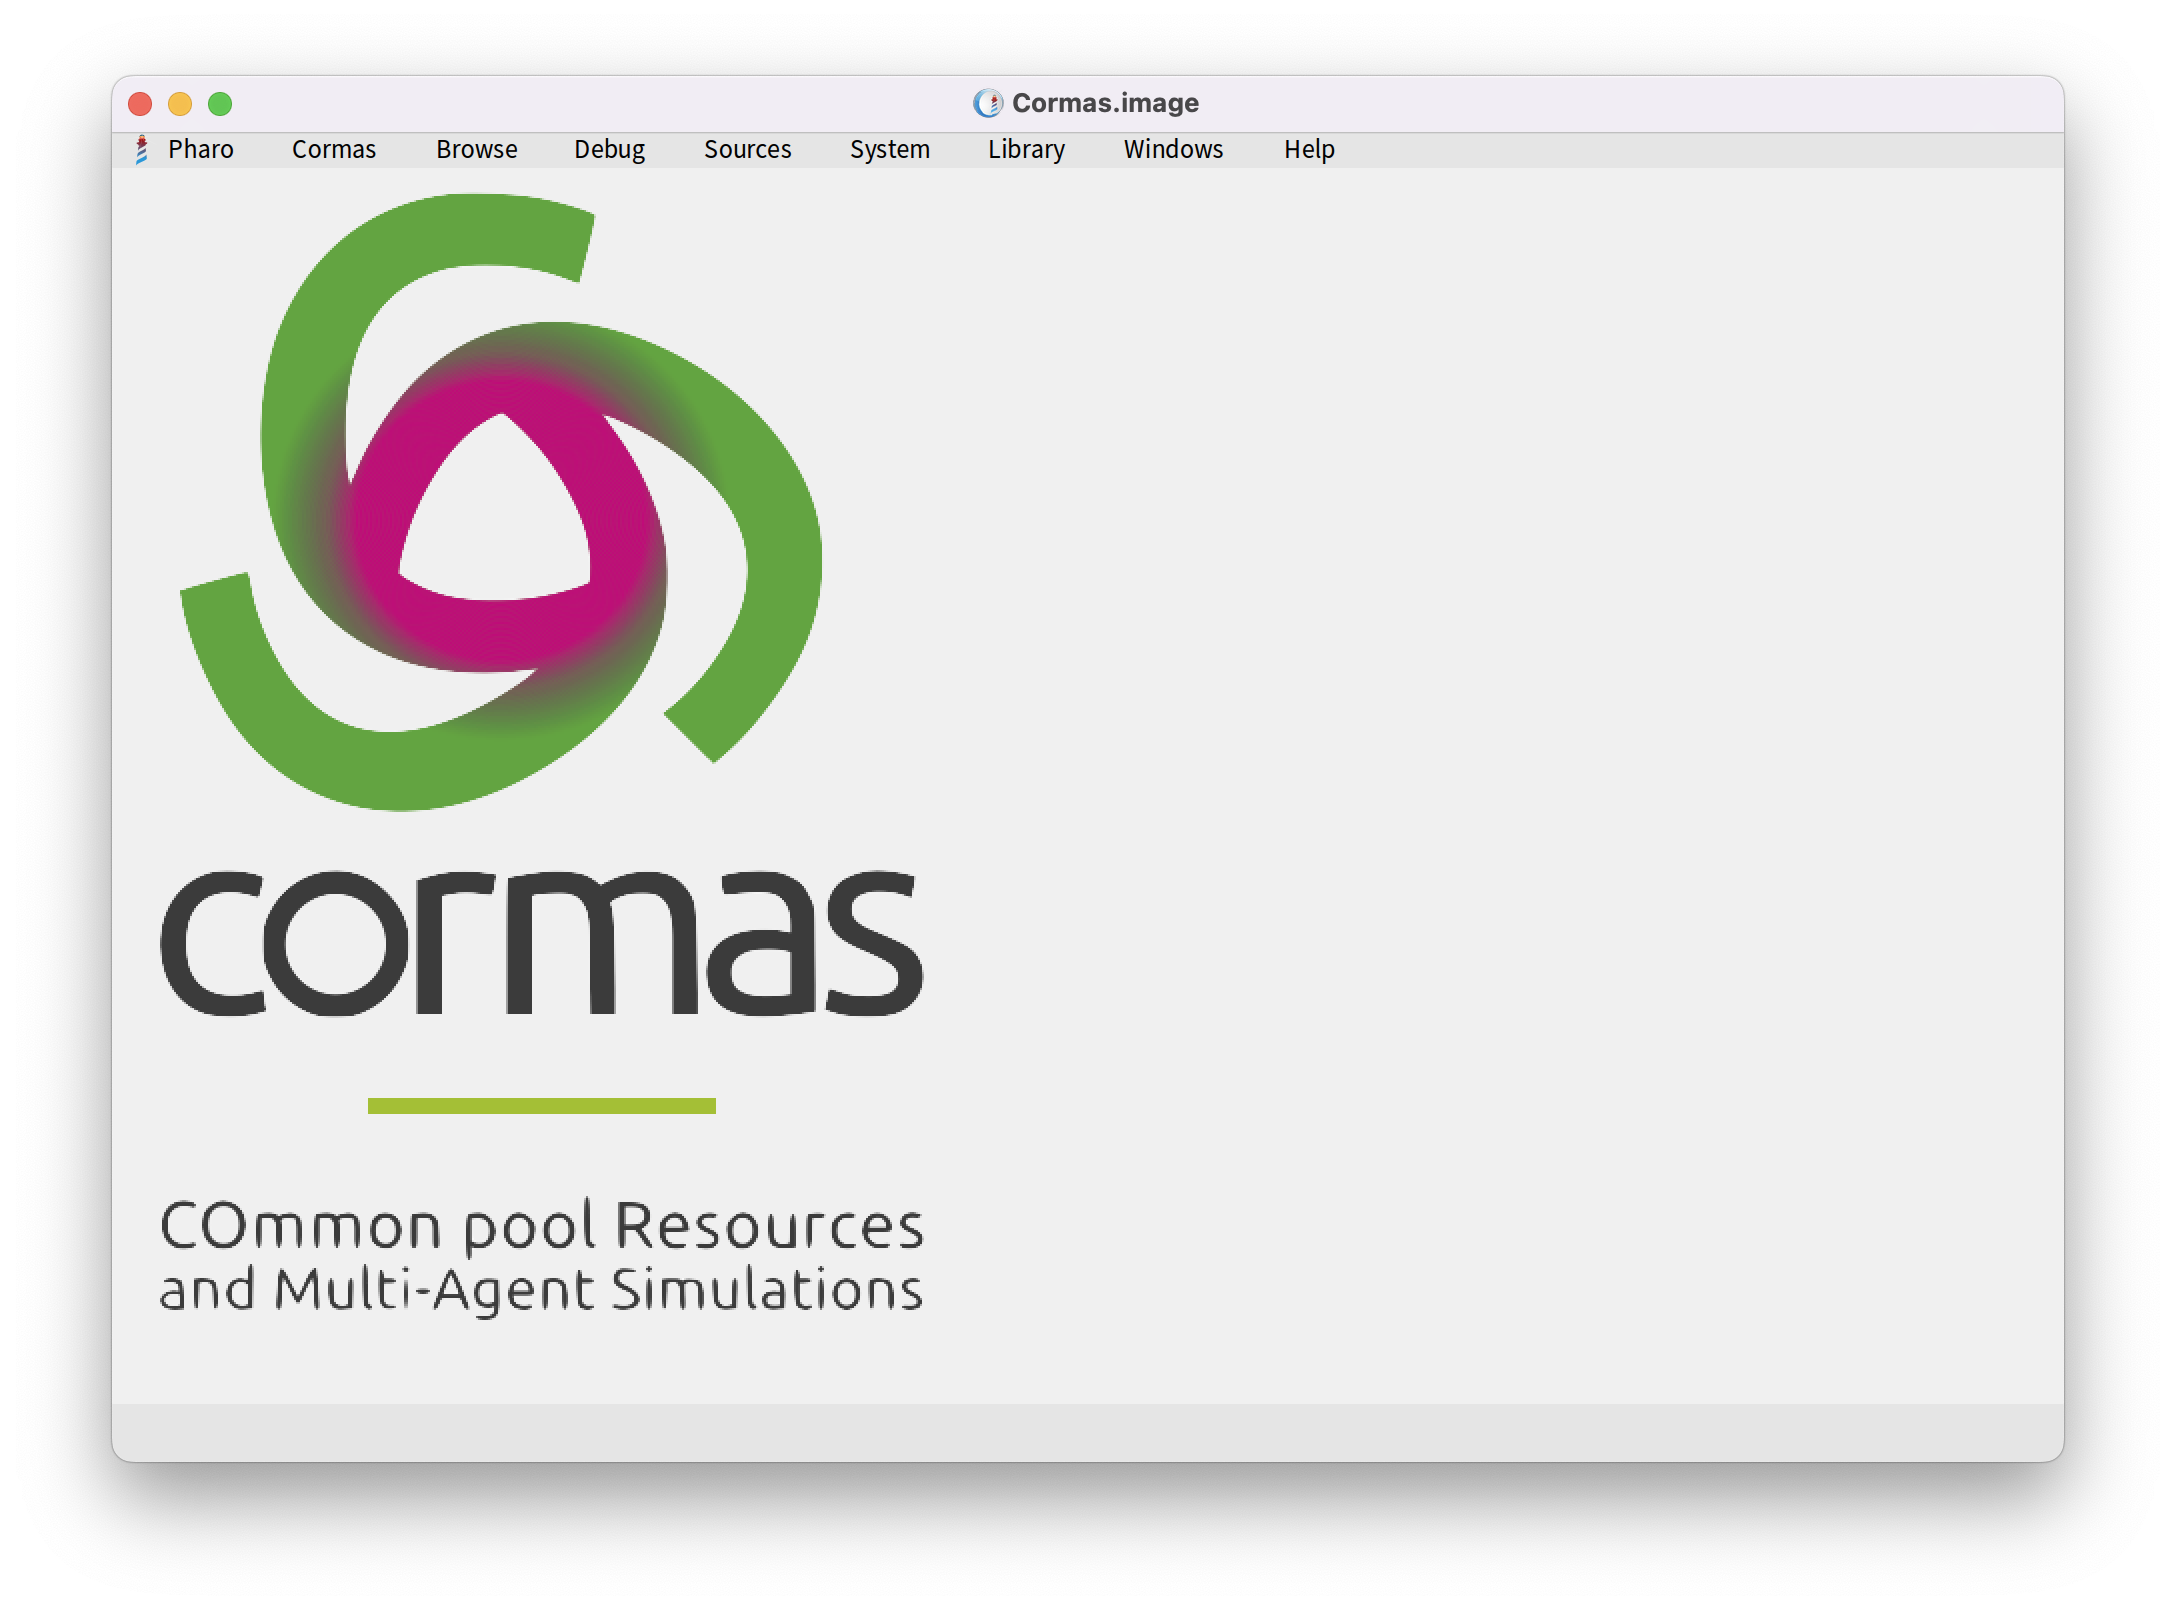 Cormas.image
Pharo Cormas Browse Debug Sources System Library Windows Help
cormas
COmmon pool Resources
and Multi-Agent Simulations